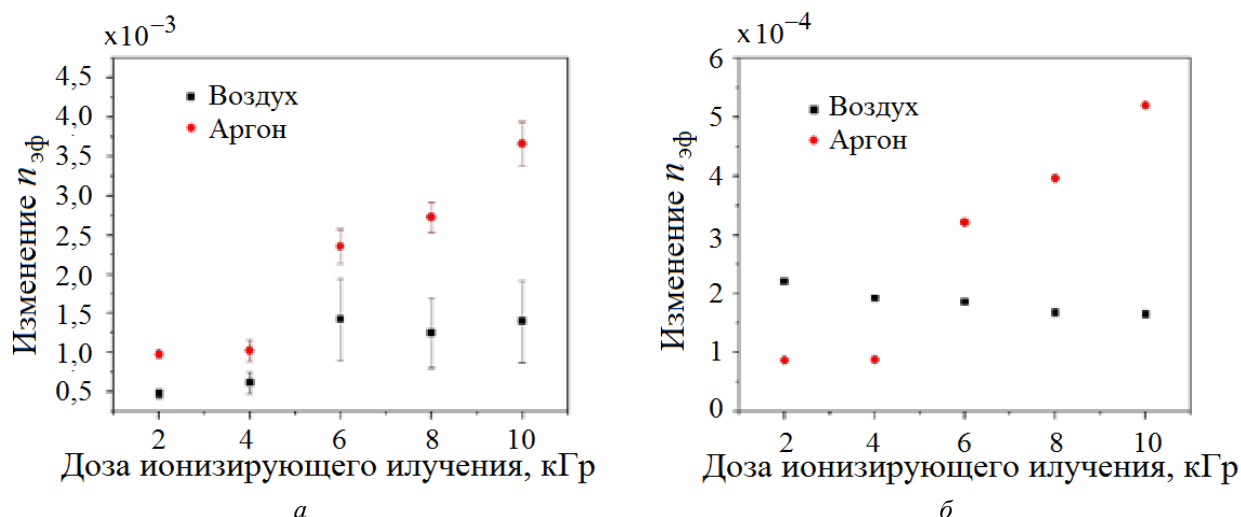 x10⁻³
Изменение nэф
4,5
4,0
3,5
3,0
2,5
2,0
1,5
1,0
0,5
Воздух
Аргон
2 4 6 8 10
Доза ионизирующего илучения, кГр
а
x10⁻⁴
Изменение nэф
6
5
4
3
2
1
0
Воздух
Аргон
2 4 6 8 10
Доза ионизирующего илучения, кГр
б